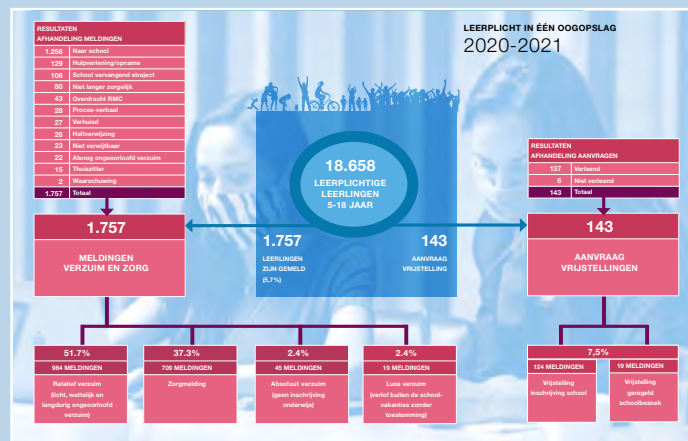 LEERPLICHT IN ÉÉN OOGOPSLAG
2020-2021
RESULTATEN
AFHANDELING MELDINGEN
1.256 Naar school
129 Hulpverlening/opname
106 School vervangend straject
80 Niet langer zorgelijk
43 Overdracht RMC
28 Proces-verbaal
27 Verhuisd
26 Haltverwijzing
23 Niet verwijtbaar
22 Alsnog ongeoorloofd verzuim
15 Thuiszitter
2 Waarschuwing
1.757 Totaal
18.658
LEERPLICHTIGE
LEERLINGEN
5-18 JAAR
RESULTATEN
AFHANDELING AANVRAGEN
137 Verleend
6 Niet verleend
143 Totaal
1.757
MELDINGEN
VERZUIM EN ZORG
1.757
LEERLINGEN
ZIJN GEMELD
(5,7%)
143
AANVRAAG
VRIJSTELLING
143
AANVRAAG
VRIJSTELLINGEN
51.7%
984 MELDINGEN
Relatief verzuim
(licht, wettelijk en
langdurig ongeoorloofd
verzuim)
37.3%
709 MELDINGEN
Zorgmelding
2.4%
45 MELDINGEN
Absoluut verzuim
(geen inschrijving
onderwijs)
2.4%
19 MELDINGEN
Luxe verzuim
(verlof buiten de school-
vakanties zonder
toestemming)
7,5%
124 MELDINGEN
Vrijstelling
inschrijving school
19 MELDINGEN
Vrijstelling
geregeld
schoolbezoek